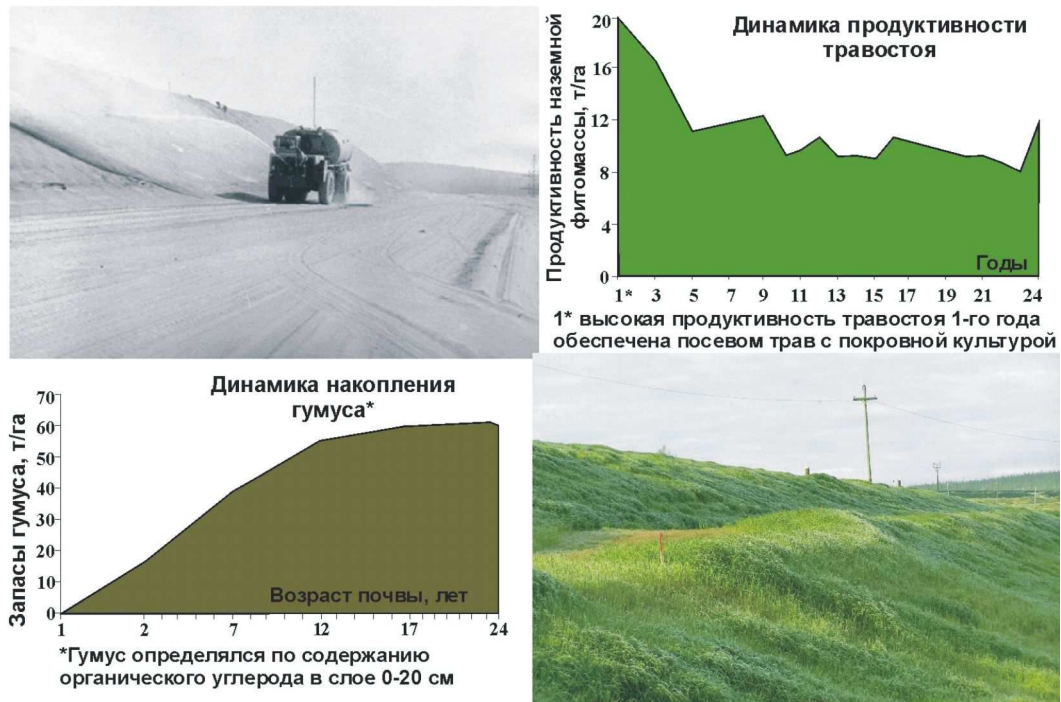 Динамика продуктивности
травостоя
Продуктивность наземной
фитомассы, т/га
20
16
12
8
4
0
Годы
1* 3 5 7 9 11 13 15 17 19 21 24
1* высокая продуктивность травостоя 1-го года
обеспечена посевом трав с покровной культурой
Динамика накопления
гумуса*
Запасы гумуса, т/га
70
60
50
40
30
20
10
0
Возраст почвы, лет
1 2 7 12 17 24
*Гумус определялся по содержанию
органического углерода в слое 0-20 см